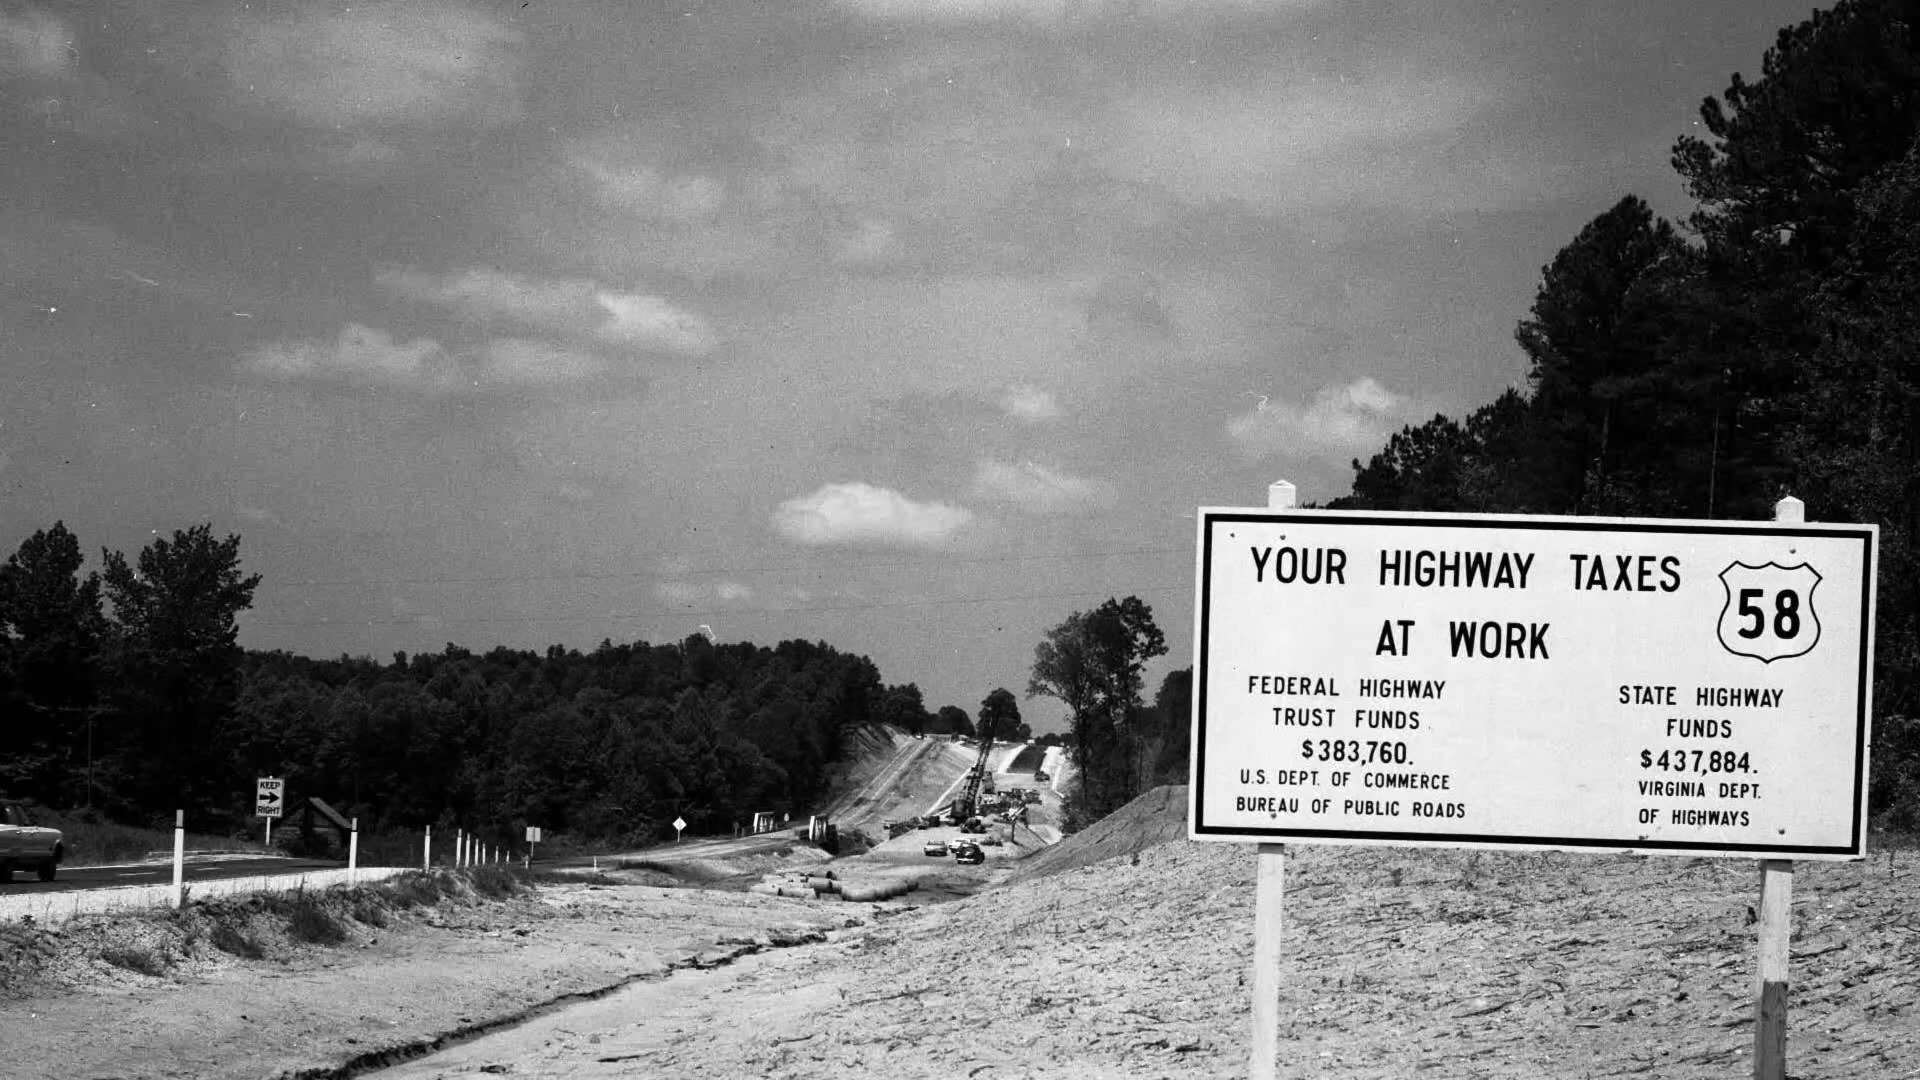 YOUR HIGHWAY TAXES
AT WORK
58
FEDERAL HIGHWAY
TRUST FUNDS
$383,760.
U.S. DEPT. OF COMMERCE
BUREAU OF PUBLIC ROADS
STATE HIGHWAY
FUNDS
$437,884.
VIRGINIA DEPT.
OF HIGHWAYS
KEEP
RIGHT